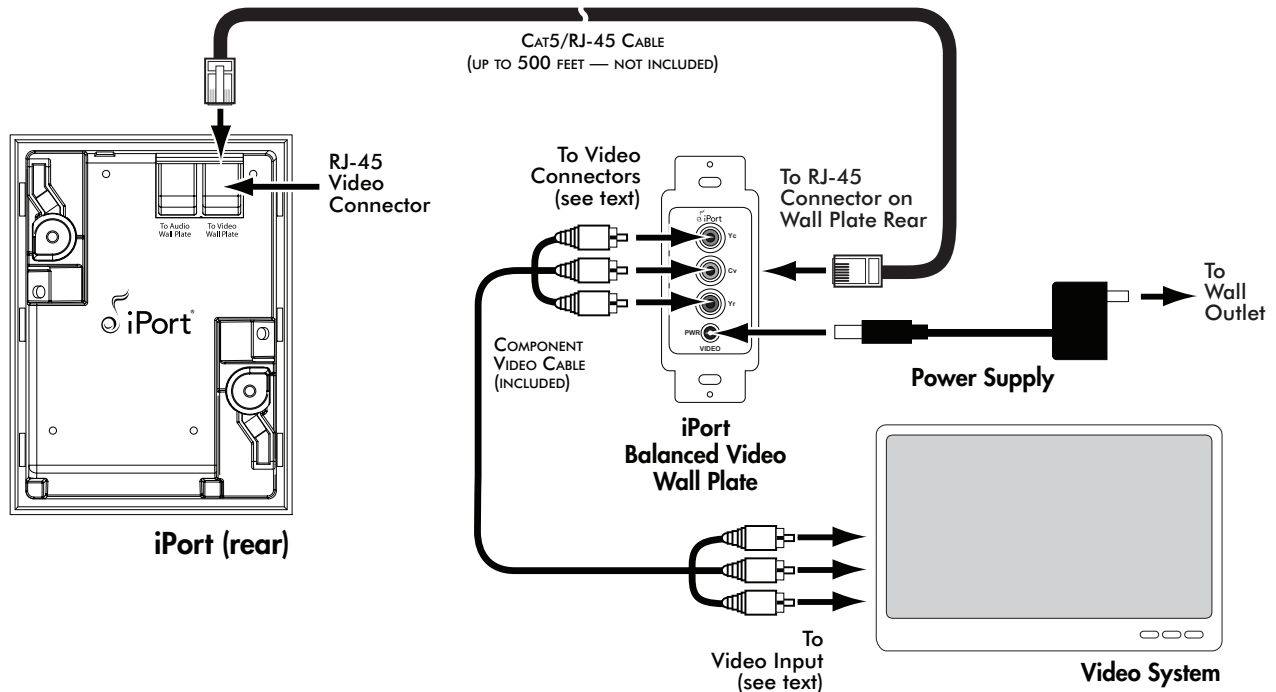 CAT5/RJ-45 CABLE
(UP TO 500 FEET — NOT INCLUDED)
RJ-45
Video
Connector
To Audio
Wall Plate
To Video
Wall Plate
iPort®
iPort (rear)
To Video
Connectors
(see text)
iPort
Yc
Cv
Yr
PWR
VIDEO
To RJ-45
Connector on
Wall Plate Rear
To
Wall
Outlet
COMPONENT
VIDEO CABLE
(INCLUDED)
Power Supply
iPort
Balanced Video
Wall Plate
To
Video Input
(see text)
Video System